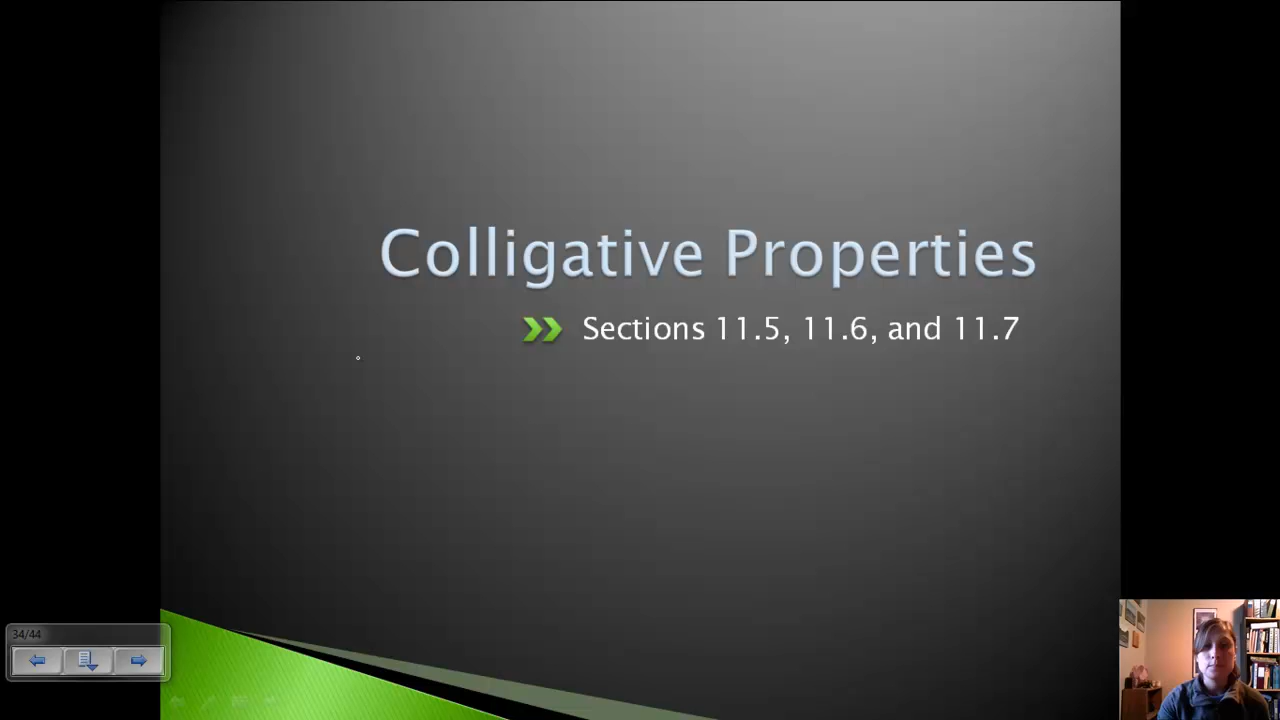 Colligative Properties
Sections 11.5, 11.6, and 11.7
34/44